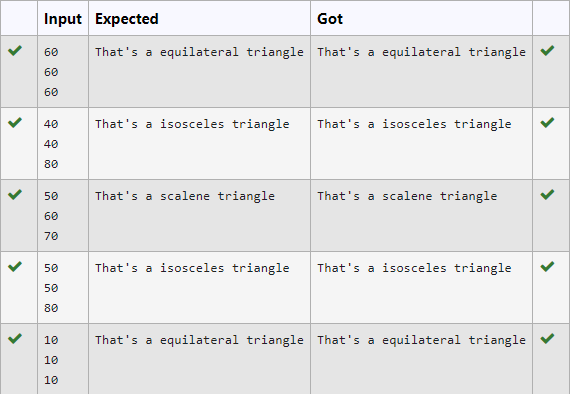 Input Expected Got
60 That's a equilateral triangle That's a equilateral triangle
60
60
40 That's a isosceles triangle That's a isosceles triangle
40
80
50 That's a scalene triangle That's a scalene triangle
60
70
50 That's a isosceles triangle That's a isosceles triangle
50
80
10 That's a equilateral triangle That's a equilateral triangle
10
10